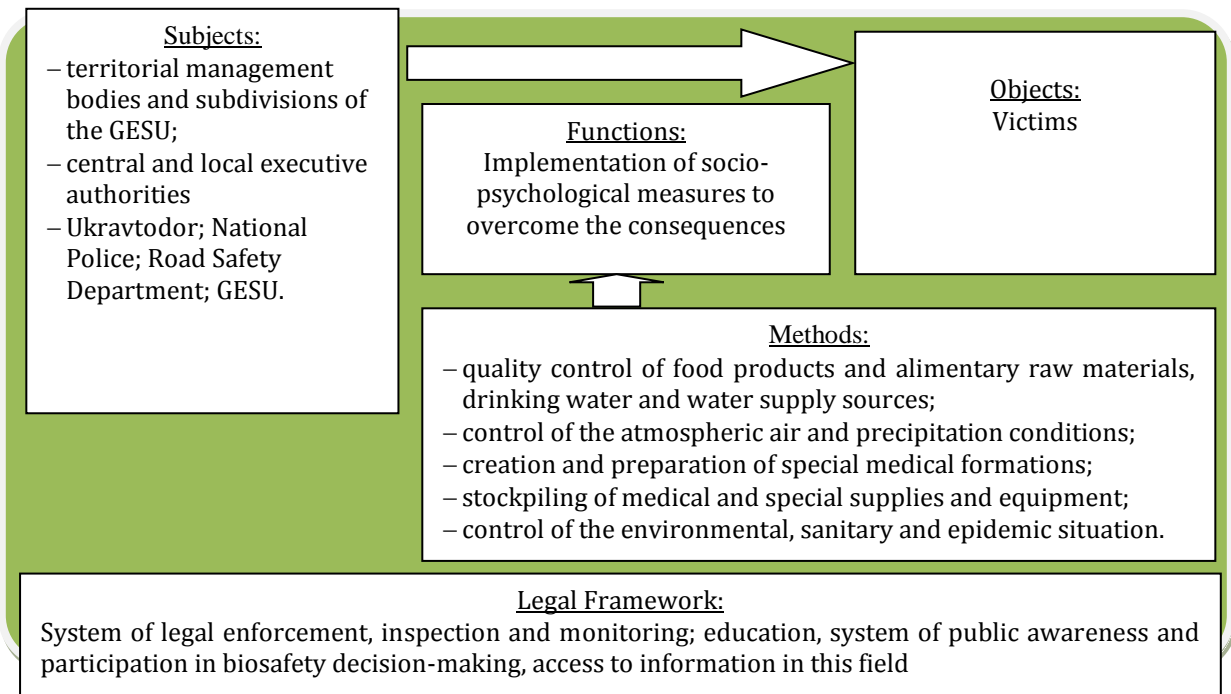 Subjects:
– territorial management
bodies and subdivisions of
the GESU;
– central and local executive
authorities
– Ukravtodor; National
Police; Road Safety
Department; GESU.
Functions:
Implementation of socio-
psychological measures to
overcome the consequences
Objects:
Victims
Methods:
– quality control of food products and alimentary raw materials,
drinking water and water supply sources;
– control of the atmospheric air and precipitation conditions;
– creation and preparation of special medical formations;
– stockpiling of medical and special supplies and equipment;
– control of the environmental, sanitary and epidemic situation.
Legal Framework:
System of legal enforcement, inspection and monitoring; education, system of public awareness and
participation in biosafety decision-making, access to information in this field